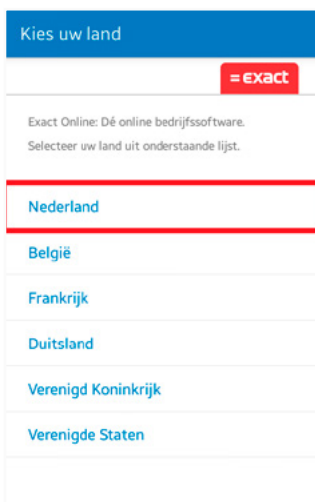 Kies uw land
= exact
Exact Online: Dé online bedrijfssoftware.
Selecteer uw land uit onderstaande lijst.
Nederland
België
Frankrijk
Duitsland
Verenigd Koninkrijk
Verenigde Staten